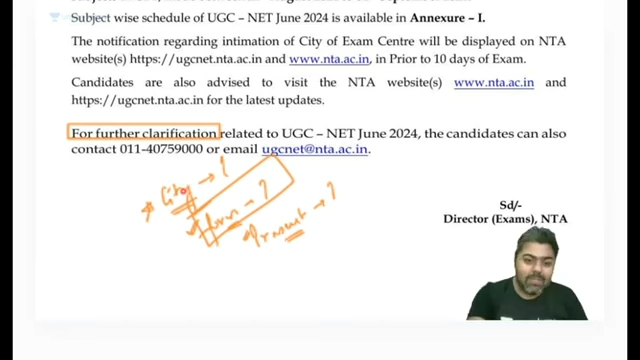 Subject wise schedule of UGC – NET June 2024 is available in Annexure – I.
The notification regarding intimation of City of Exam Centre will be displayed on NTA
website(s) https://ugcnet.nta.ac.in and www.nta.ac.in, in Prior to 10 days of Exam.
Candidates are also advised to visit the NTA website(s) www.nta.ac.in and
https://ugcnet.nta.ac.in for the latest updates.
For further clarification related to UGC – NET June 2024, the candidates can also
contact 011-40759000 or email ugcnet@nta.ac.in.
City → ?
Form → ?
→ ?
Sd/-
Director (Exams), NTA